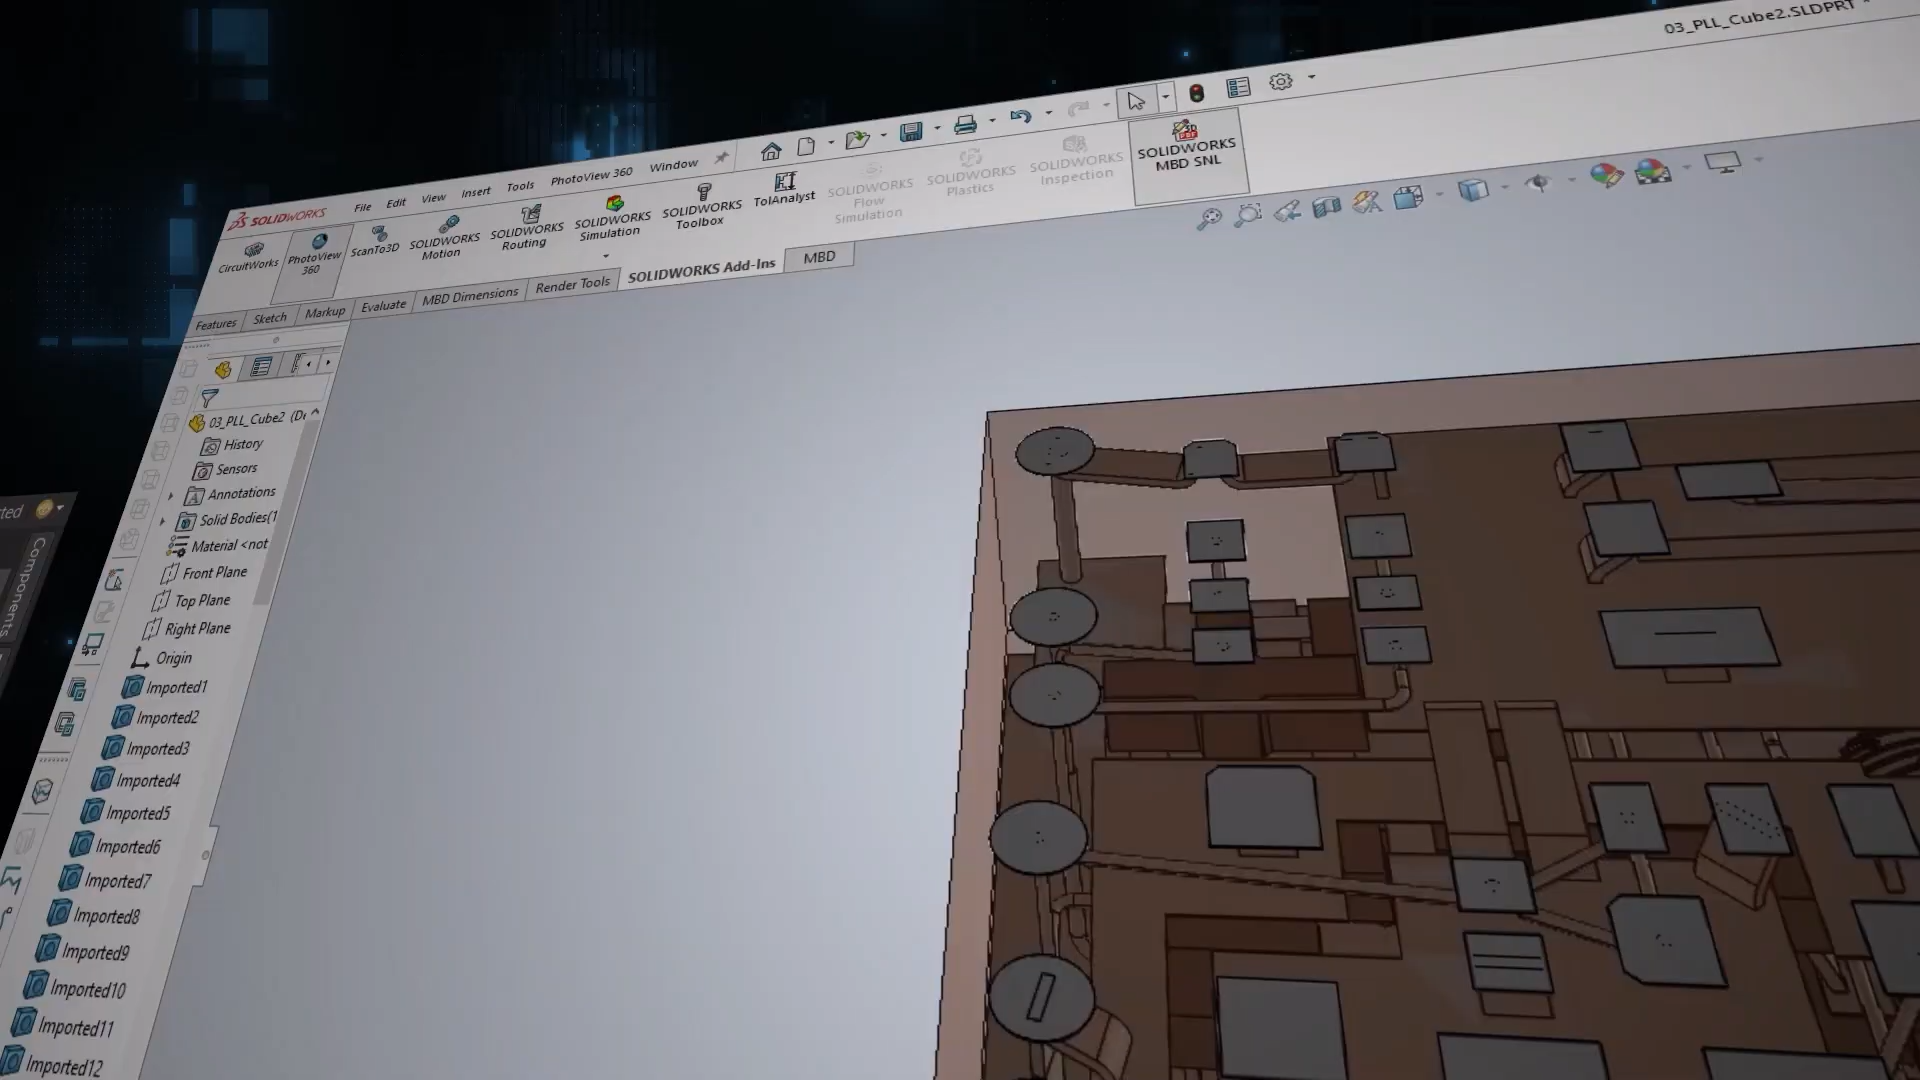 03_PLL_Cube2.SLDPRT *
SOLIDWORKS
File Edit View Insert Tools PhotoView 360 Window
CircuitWorks
PhotoView 360
ScanTo3D
SOLIDWORKS Motion
SOLIDWORKS Routing
SOLIDWORKS Simulation
SOLIDWORKS Toolbox
TolAnalyst
SOLIDWORKS Flow Simulation
SOLIDWORKS Plastics
SOLIDWORKS Inspection
SOLIDWORKS MBD SNL
Features Sketch Markup Evaluate MBD Dimensions Render Tools SOLIDWORKS Add-Ins MBD
03_PLL_Cube2 (De
History
Sensors
Annotations
Solid Bodies(1
Material <not
Front Plane
Top Plane
Right Plane
Origin
Imported1
Imported2
Imported3
Imported4
Imported5
Imported6
Imported7
Imported8
Imported9
Imported10
Imported11
Imported12
cted
Components